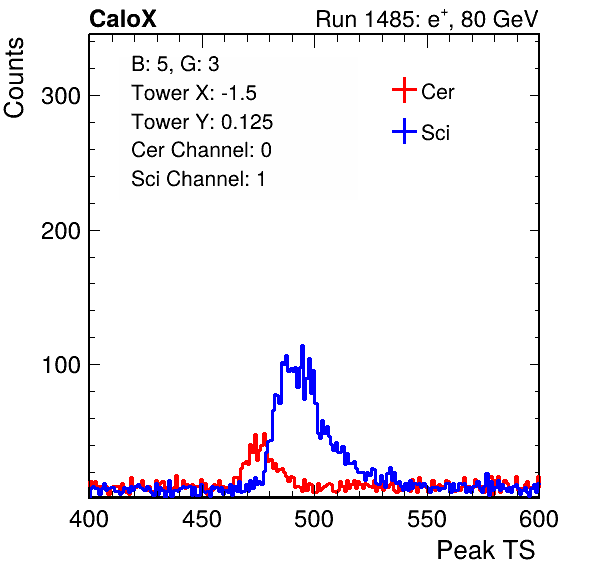 CaloX Run 1485: e⁺, 80 GeV
Counts
B: 5, G: 3
Tower X: -1.5
Tower Y: 0.125
Cer Channel: 0
Sci Channel: 1
Cer
Sci
300
200
100
400 450 500 550 600
Peak TS